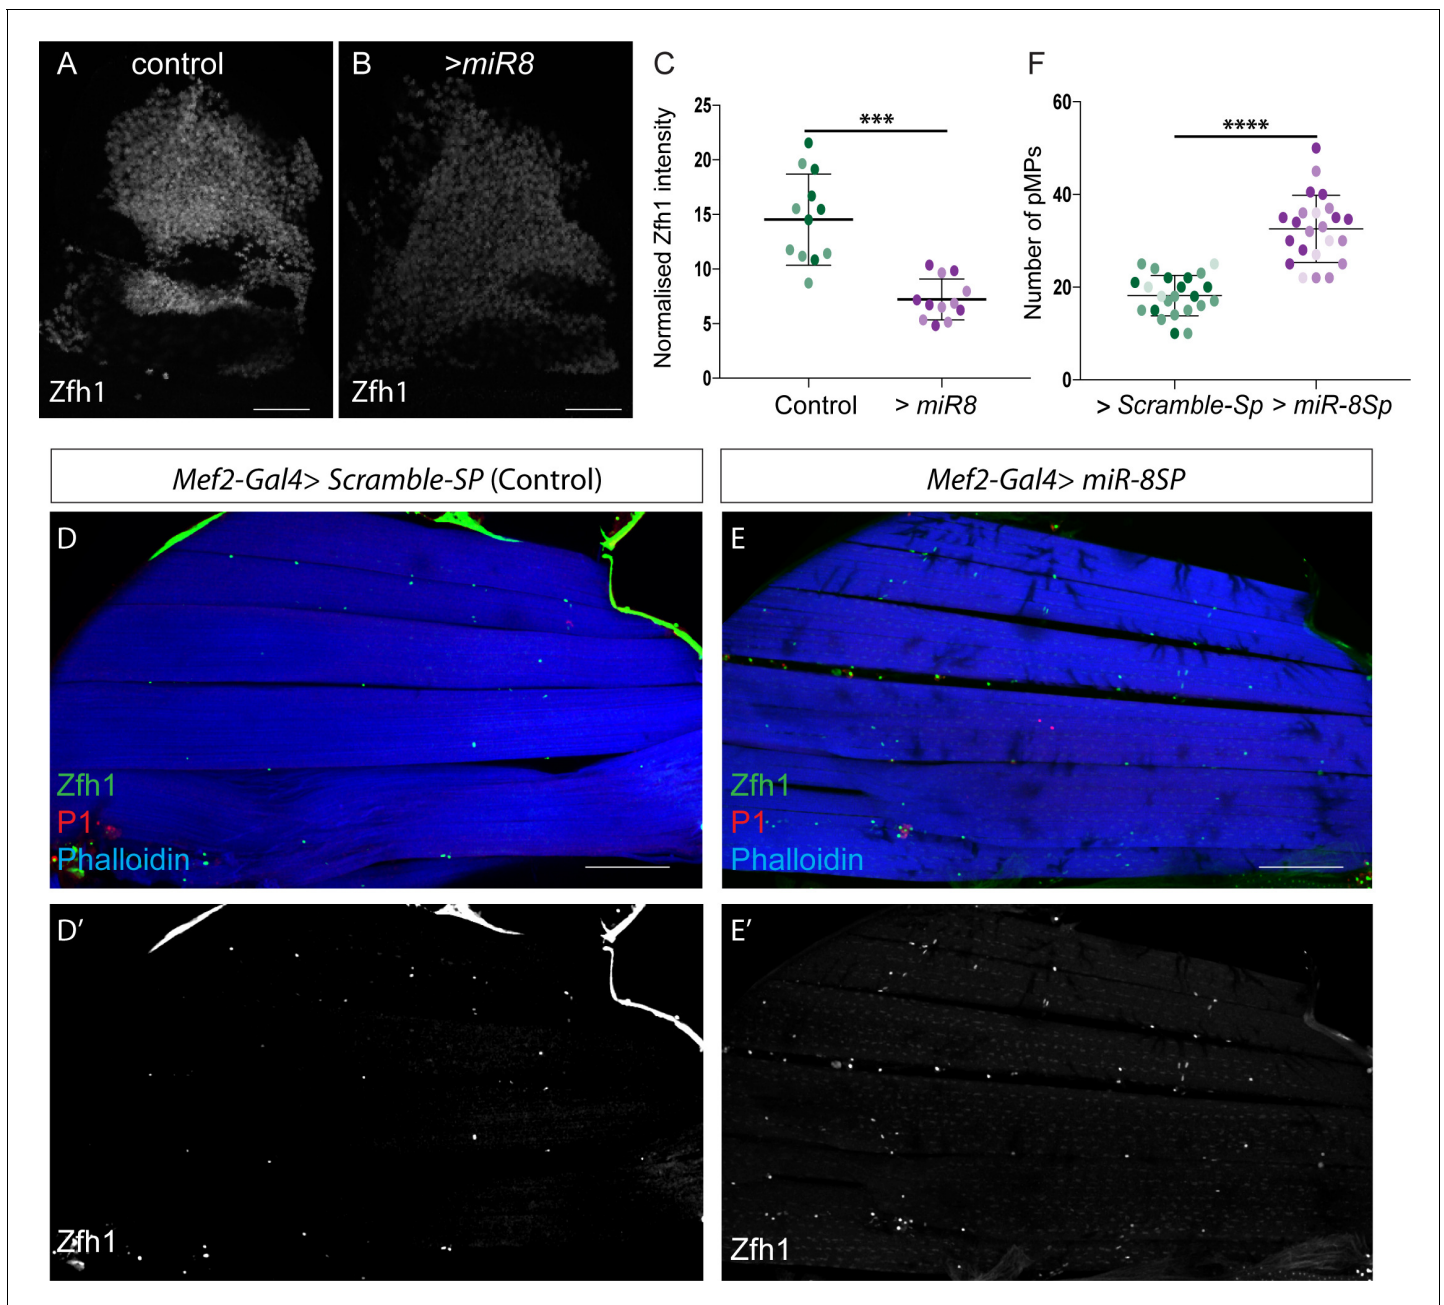 A control
Zfh1
B >miR8
Zfh1
C
Normalised Zfh1 intensity
25
20
15
10
5
0
***
Control > miR8
F
Number of pMPs
60
40
20
0
****
> Scramble-Sp > miR-8Sp
Mef2-Gal4> Scramble-SP (Control)
Mef2-Gal4> miR-8SP
D
Zfh1
P1
Phalloidin
E
Zfh1
P1
Phalloidin
D’
Zfh1
E’
Zfh1